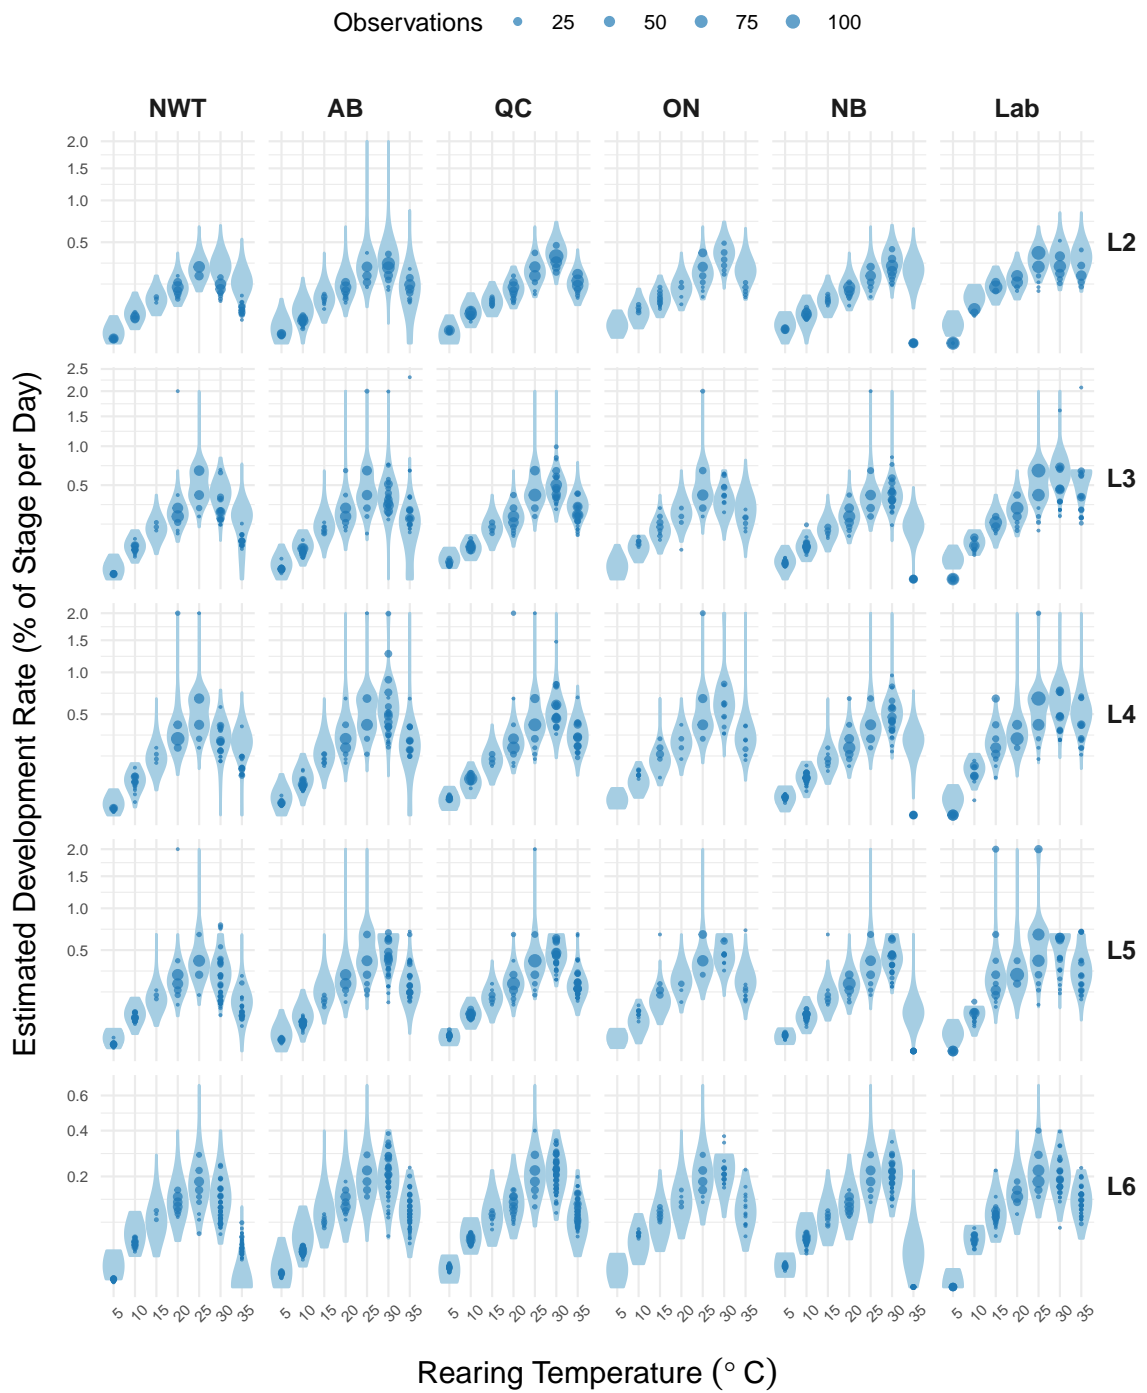 Observations 25 50 75 100
NWT AB QC ON NB Lab
Estimated Development Rate (% of Stage per Day)
2.0
1.5
1.0
0.5
L2
2.5
2.0
1.5
1.0
0.5
L3
2.0
1.5
1.0
0.5
L4
2.0
1.5
1.0
0.5
L5
0.6
0.4
0.2
L6
5 10 15 20 25 30 35 5 10 15 20 25 30 35 5 10 15 20 25 30 35 5 10 15 20 25 30 35 5 10 15 20 25 30 35 5 10 15 20 25 30 35
Rearing Temperature (° C)